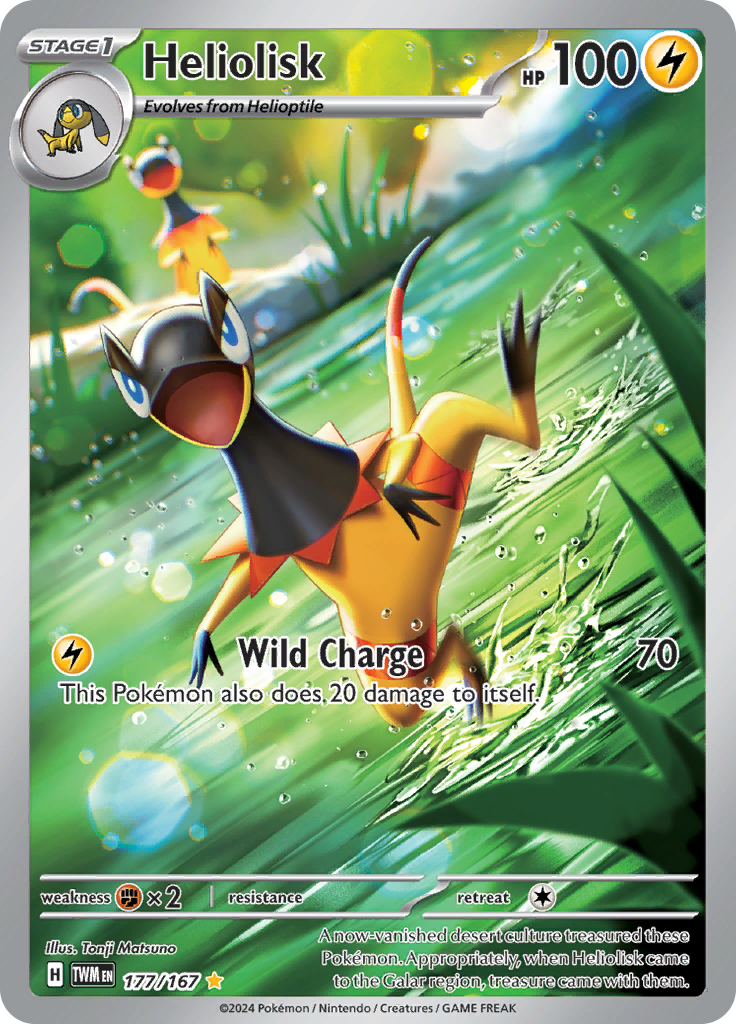 STAGE1
Heliolisk
HP 100
Evolves from Helioptile
Wild Charge 70
This Pokémon also does 20 damage to itself.
weakness ×2 resistance retreat
Illus. Tonji Matsuno
A now-vanished desert culture treasured these
Pokémon. Appropriately, when Heliolisk came
to the Galar region, treasure came with them.
H TWM EN 177/167
©2024 Pokémon / Nintendo / Creatures / GAME FREAK